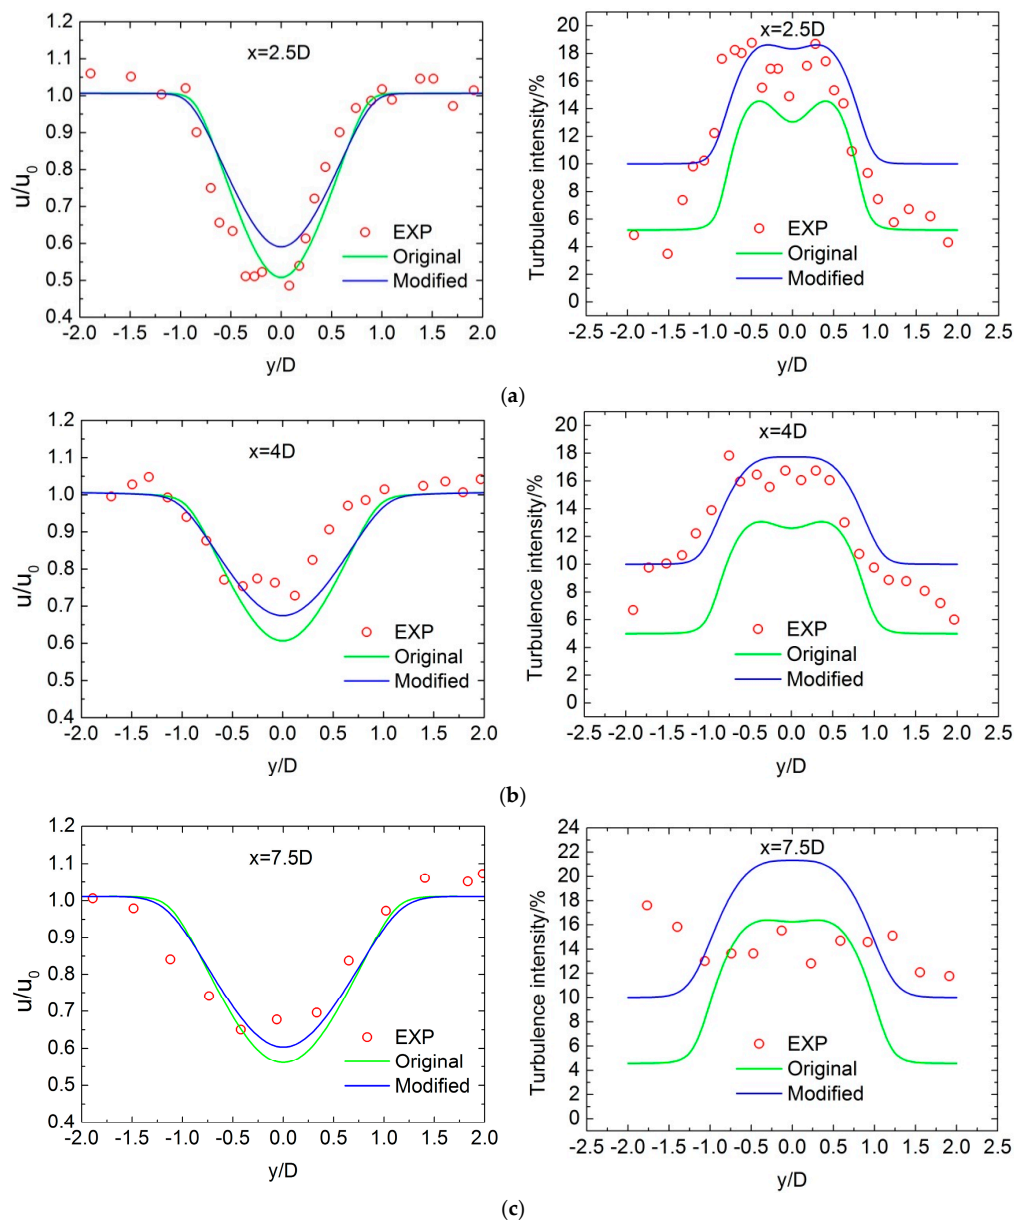 x=2.5D
u/u0
1.2
1.1
1.0
0.9
0.8
0.7
0.6
0.5
0.4
EXP
Original
Modified
-2.0 -1.5 -1.0 -0.5 0.0 0.5 1.0 1.5 2.0
y/D
x=2.5D
Turbulence intensity/%
20
18
16
14
12
10
8
6
4
2
0
EXP
Original
Modified
-2.5 -2.0 -1.5 -1.0 -0.5 0.0 0.5 1.0 1.5 2.0 2.5
y/D
(a)
x=4D
u/u0
1.2
1.1
1.0
0.9
0.8
0.7
0.6
0.5
0.4
EXP
Original
Modified
-2.0 -1.5 -1.0 -0.5 0.0 0.5 1.0 1.5 2.0
y/D
x=4D
Turbulence intensity/%
20
18
16
14
12
10
8
6
4
2
0
EXP
Original
Modified
-2.5 -2.0 -1.5 -1.0 -0.5 0.0 0.5 1.0 1.5 2.0 2.5
y/D
(b)
x=7.5D
u/u0
1.2
1.1
1.0
0.9
0.8
0.7
0.6
0.5
0.4
EXP
Original
Modified
-2.0 -1.5 -1.0 -0.5 0.0 0.5 1.0 1.5 2.0
y/D
x=7.5D
Turbulence intensity/%
24
22
20
18
16
14
12
10
8
6
4
2
0
EXP
Original
Modified
-2.5 -2.0 -1.5 -1.0 -0.5 0.0 0.5 1.0 1.5 2.0 2.5
y/D
(c)